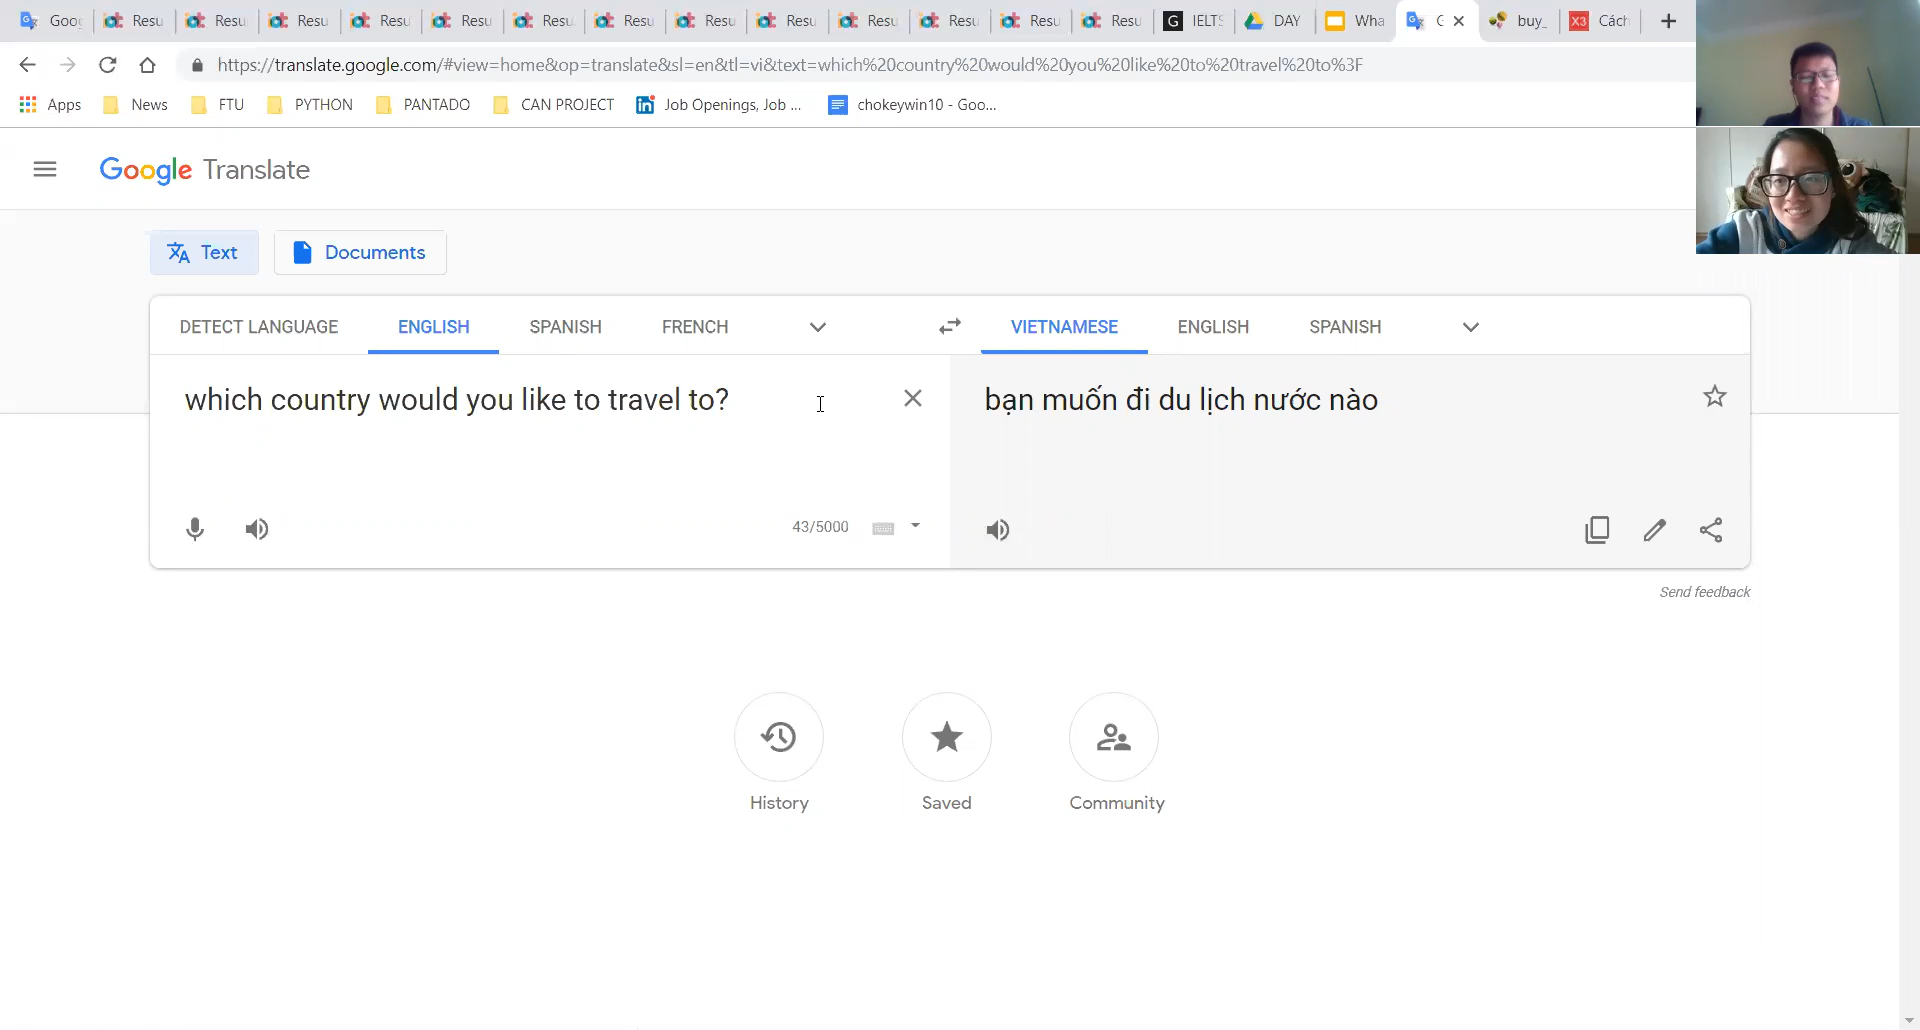 Goog Resu Resu Resu Resu Resu Resu Resu Resu Resu Resu Resu Resu Resu G IELTS DAY Wha G buy_ X3 Cách
https://translate.google.com/#view=home&op=translate&sl=en&tl=vi&text=which%20country%20would%20you%20like%20to%20travel%20to%3F
Apps News FTU PYTHON PANTADO CAN PROJECT in Job Openings, Job ... chokeywin10 - Goo...
Google Translate
Text Documents
DETECT LANGUAGE ENGLISH SPANISH FRENCH VIETNAMESE ENGLISH SPANISH
which country would you like to travel to?
bạn muốn đi du lịch nước nào
43/5000
Send feedback
History Saved Community